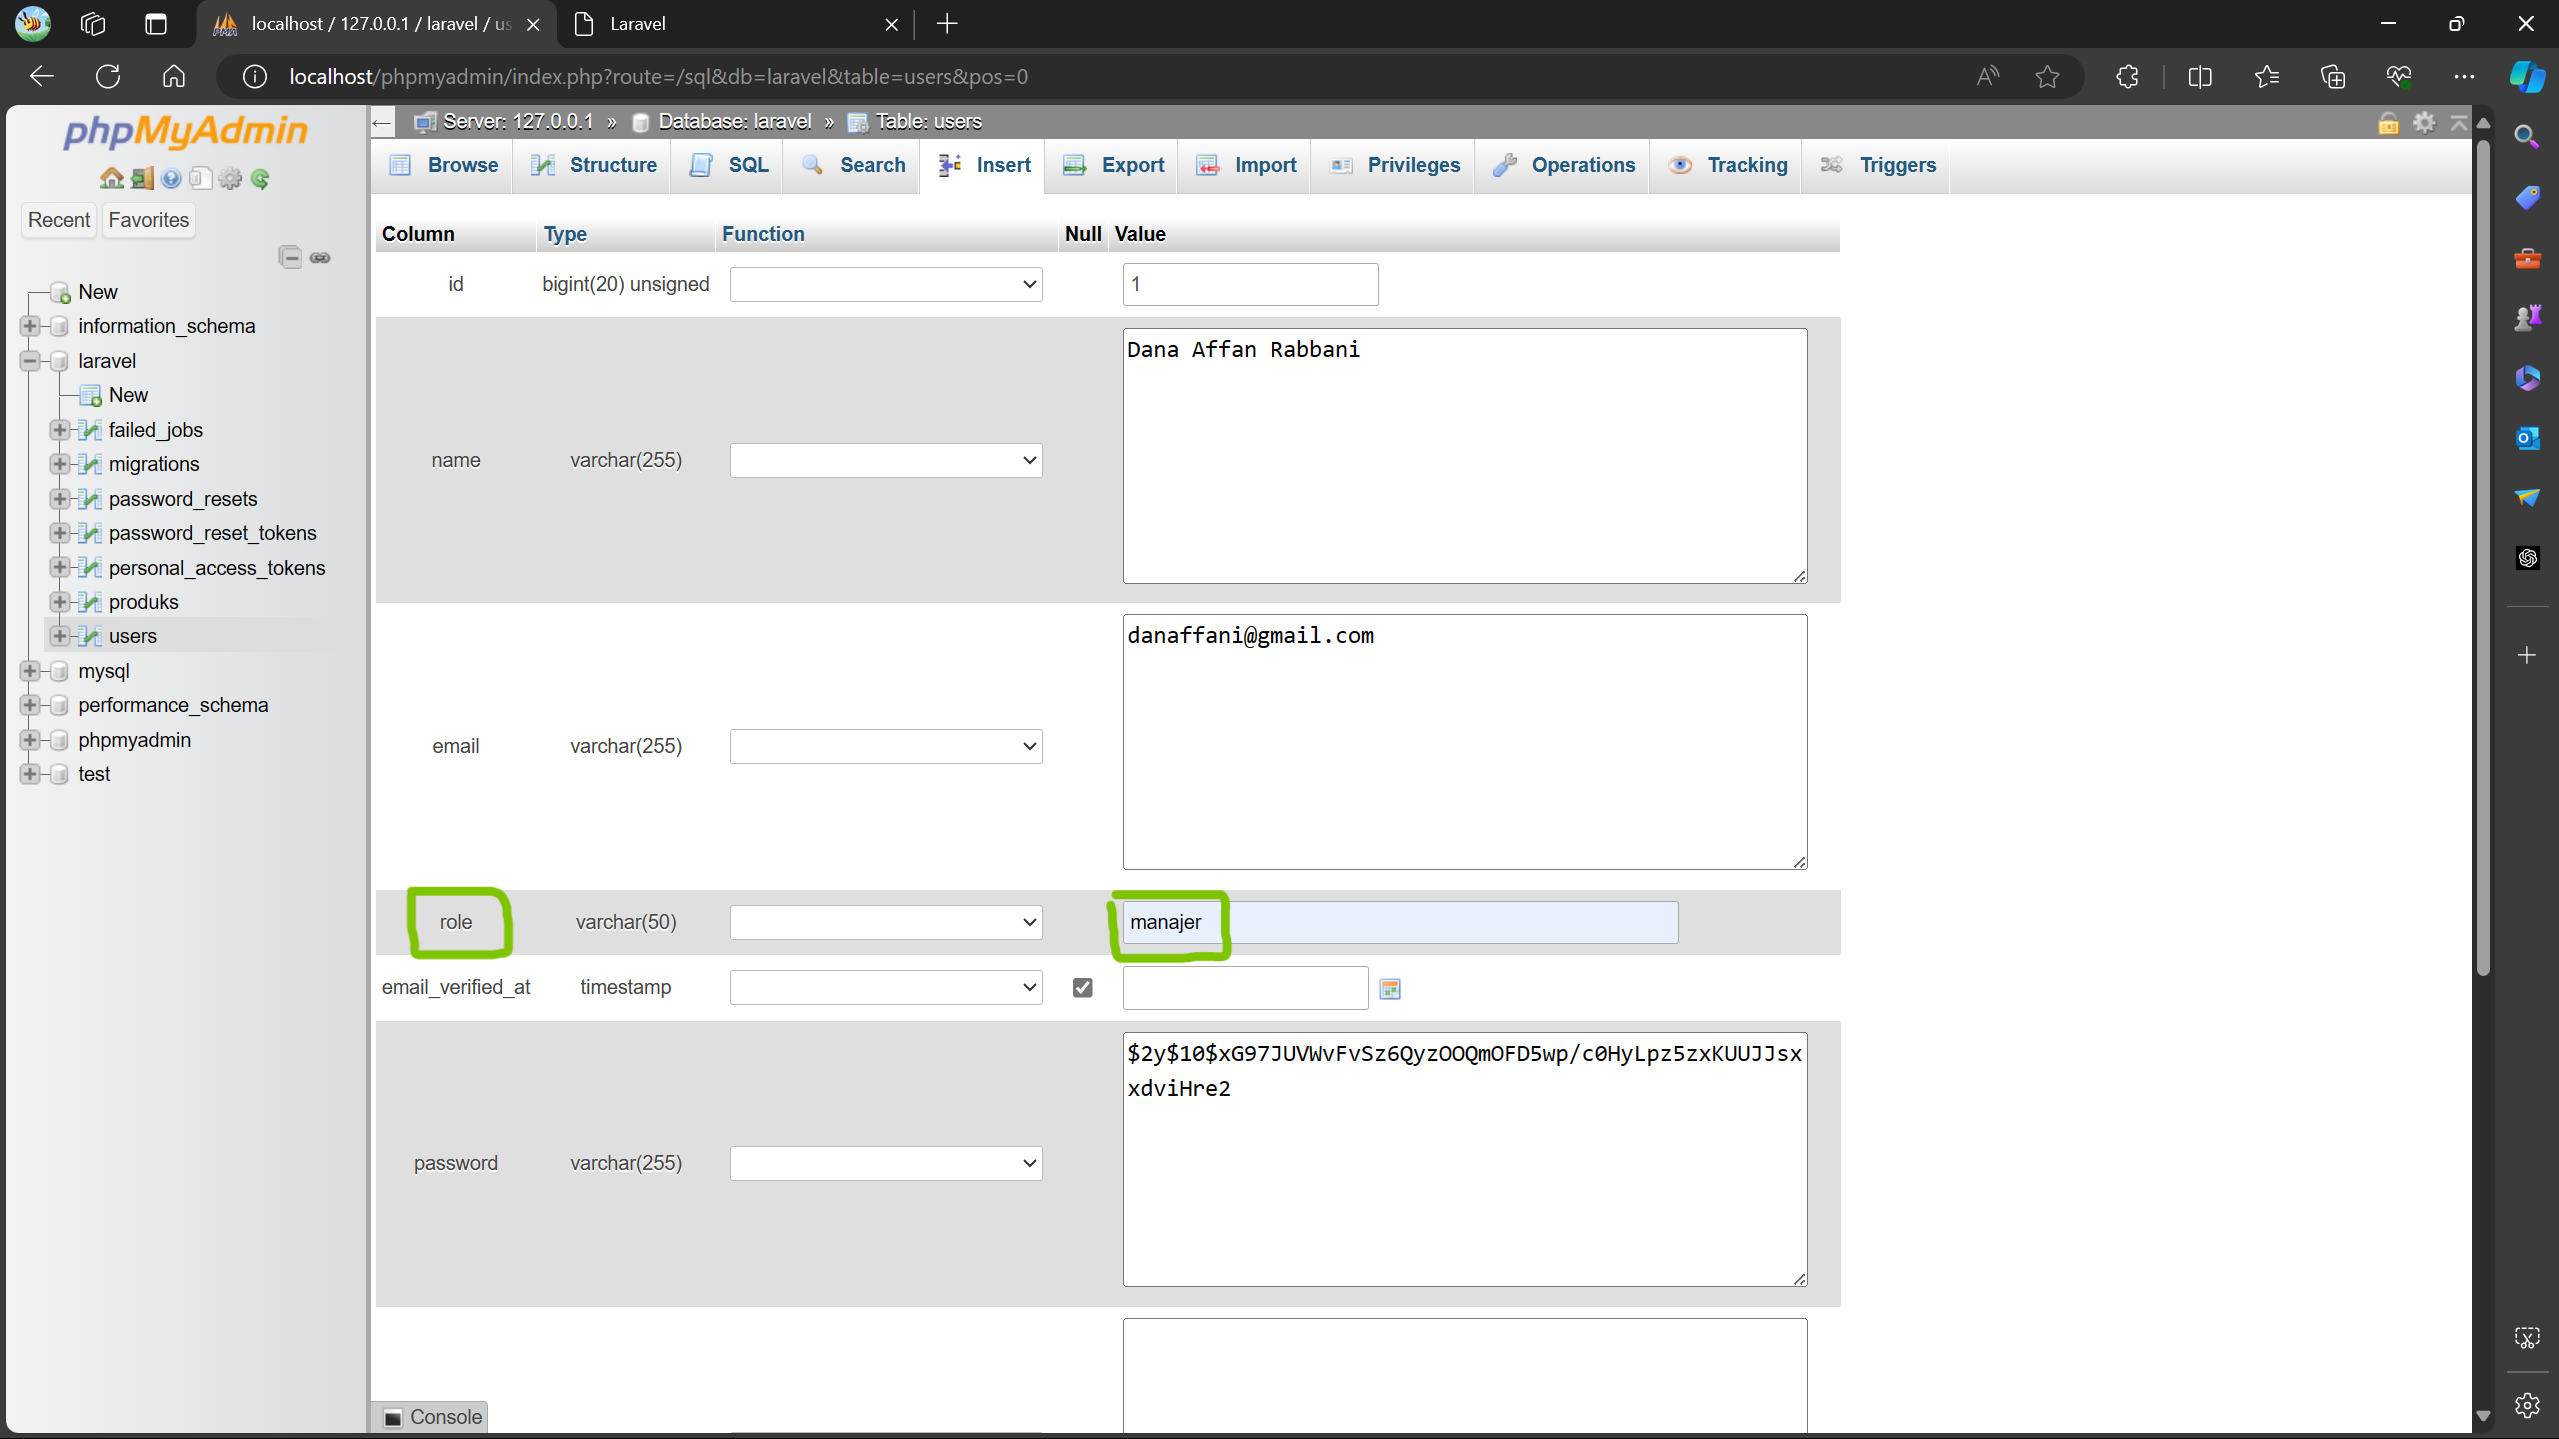 localhost / 127.0.0.1 / laravel / us
Laravel
localhost/phpmyadmin/index.php?route=/sql&db=laravel&table=users&pos=0
phpMyAdmin
Recent Favorites
New
information_schema
laravel
New
failed_jobs
migrations
password_resets
password_reset_tokens
personal_access_tokens
produks
users
mysql
performance_schema
phpmyadmin
test
Server: 127.0.0.1 » Database: laravel » Table: users
Browse Structure SQL Search Insert Export Import Privileges Operations Tracking Triggers
Column Type Function Null Value
id bigint(20) unsigned 1
name varchar(255) Dana Affan Rabbani
email varchar(255) danaffani@gmail.com
role varchar(50) manajer
email_verified_at timestamp
password varchar(255) $2y$10$xG97JUVWvFvSz6QyzOOQmOFD5wp/c0HyLpz5zxKUUJJsx
xdviHre2
Console